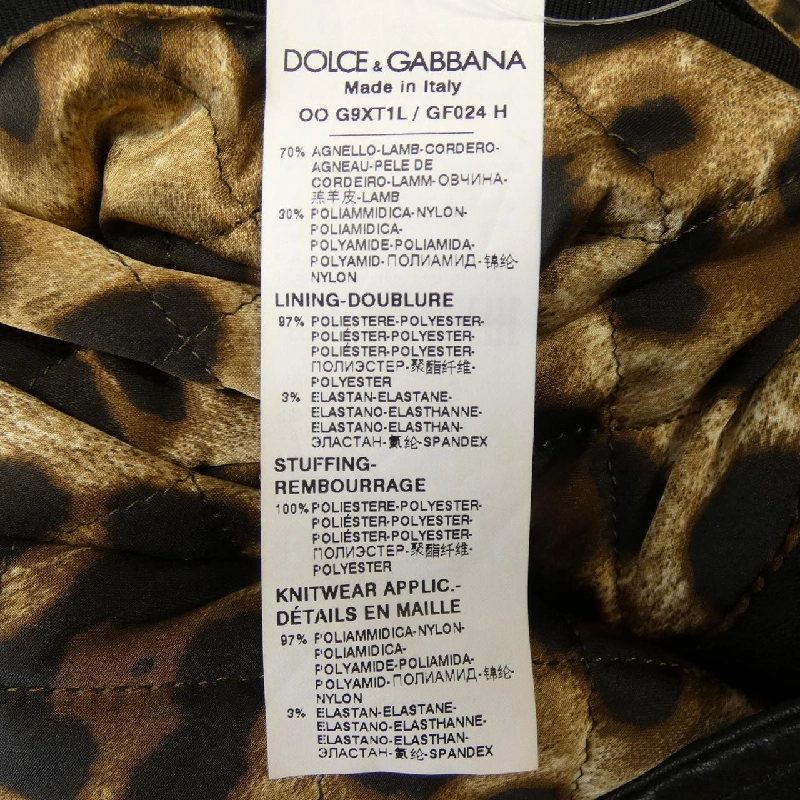 DOLCE & GABBANA
Made in Italy
OO G9XT1L / GF024 H
70% AGNELLO-LAMB-CORDERO-
AGNEAU-PELE DE
CORDEIRO-LAMM-ОВЧИНА-
羔羊皮-LAMB
30% POLIAMMIDICA-NYLON-
POLIAMIDICA-
POLYAMIDE-POLIAMIDA-
POLYAMID-ПОЛИАМИД-锦纶-
NYLON
LINING-DOUBLURE
97% POLIESTERE-POLYESTER-
POLIÉSTER-POLYESTER-
POLIÉSTER-POLYESTER-
ПОЛИЭСТЕР-聚酯纤维-
POLYESTER
3% ELASTAN-ELASTANE-
ELASTANO-ELASTHANNE-
ELASTANO-ELASTHAN-
ЭЛАСТАН-氨纶-SPANDEX
STUFFING-
REMBOURRAGE
100% POLIESTERE-POLYESTER-
POLIÉSTER-POLYESTER-
POLIÉSTER-POLYESTER-
ПОЛИЭСТЕР-聚酯纤维-
POLYESTER
KNITWEAR APPLIC.-
DÉTAILS EN MAILLE
97% POLIAMMIDICA-NYLON-
POLIAMIDICA-
POLYAMIDE-POLIAMIDA-
POLYAMID-ПОЛИАМИД-锦纶-
NYLON
3% ELASTAN-ELASTANE-
ELASTANO-ELASTHANNE-
ELASTANO-ELASTHAN-
ЭЛАСТАН-氨纶-SPANDEX